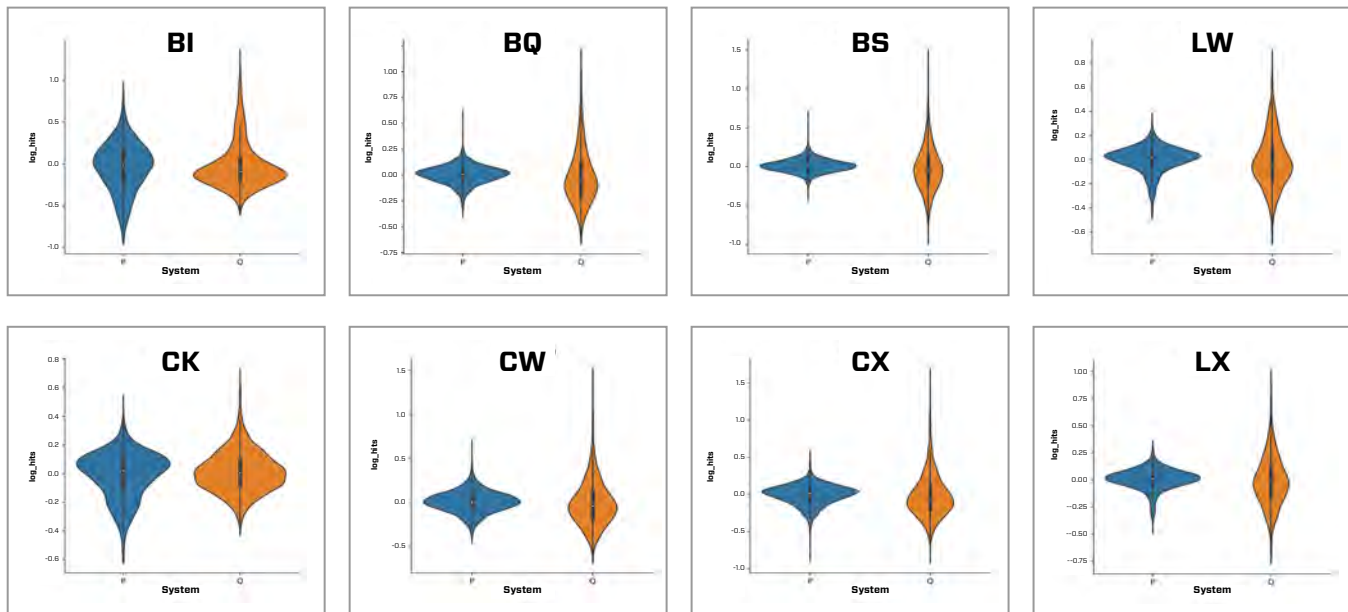 BI
1.0
0.5
0.0
-0.5
-1.0
log_hits
P
Q
System
BQ
1.00
0.75
0.50
0.25
0.00
-0.25
-0.50
-0.75
log_hits
P
Q
System
BS
1.5
1.0
0.5
0.0
-0.5
-1.0
log_hits
P
Q
System
LW
0.8
0.6
0.4
0.2
0.0
-0.2
-0.4
-0.6
log_hits
P
Q
System
CK
0.8
0.6
0.4
0.2
0.0
-0.2
-0.4
-0.6
log_hits
P
Q
System
CW
1.5
1.0
0.5
0.0
-0.5
log_hits
P
Q
System
CX
1.5
1.0
0.5
0.0
-0.5
-1.0
log_hits
P
Q
System
LX
1.00
0.75
0.50
0.25
0.00
--0.25
--0.50
-0.75
log_hits
P
Q
System